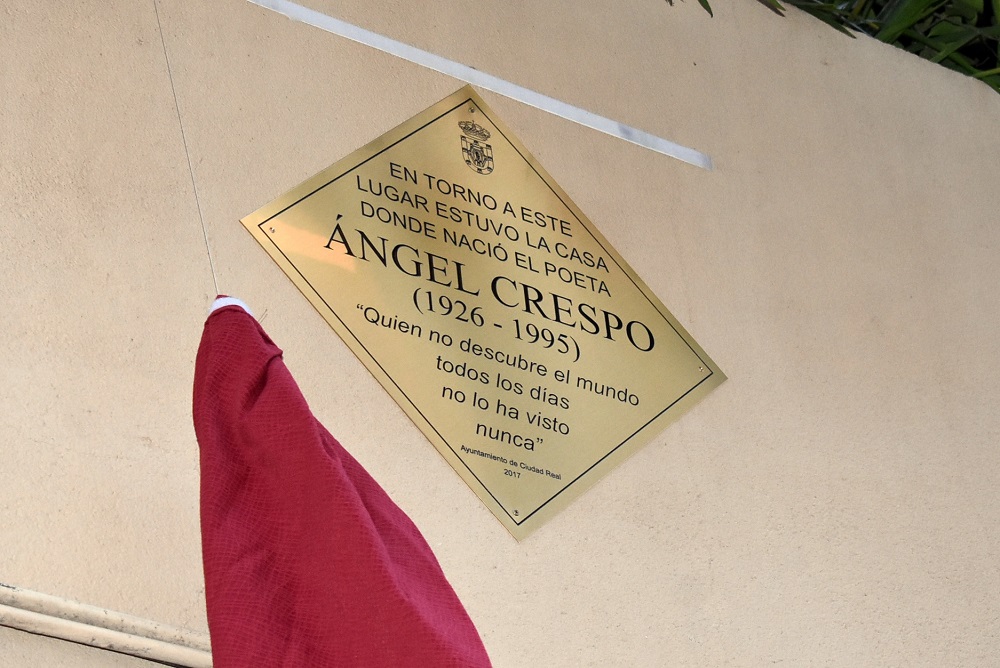 EN TORNO A ESTE
LUGAR ESTUVO LA CASA
DONDE NACIÓ EL POETA
ÁNGEL CRESPO
(1926 - 1995)
“Quien no descubre el mundo
todos los días
no lo ha visto
nunca”
Ayuntamiento de Ciudad Real
2017